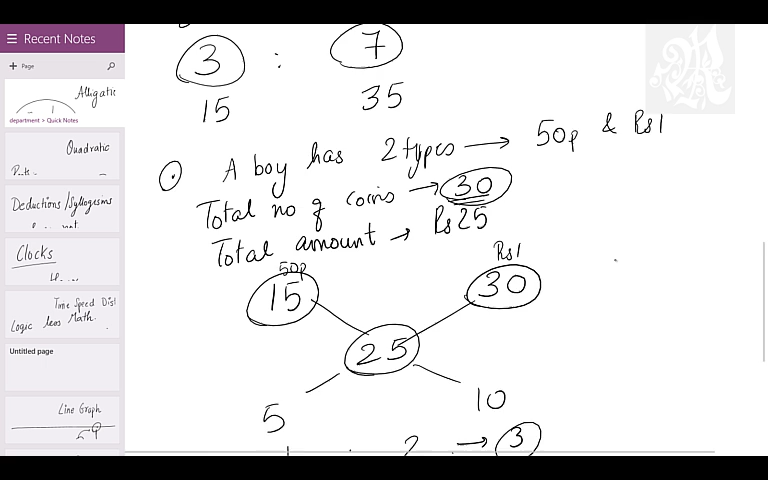 Recent Notes
3 : 7
Page
15 35
Alligatio
department > Quick Notes
A boy has 2 types → 50p & Rs1
Quadratic
Total no of coins → 30
Total amount → Rs 25
Deductions/Syllogisms
50p Rs1
15 30
Clocks
25
Time Speed Dist
Logic less Math.
Untitled page
5 10
Line Graph
2 → 3